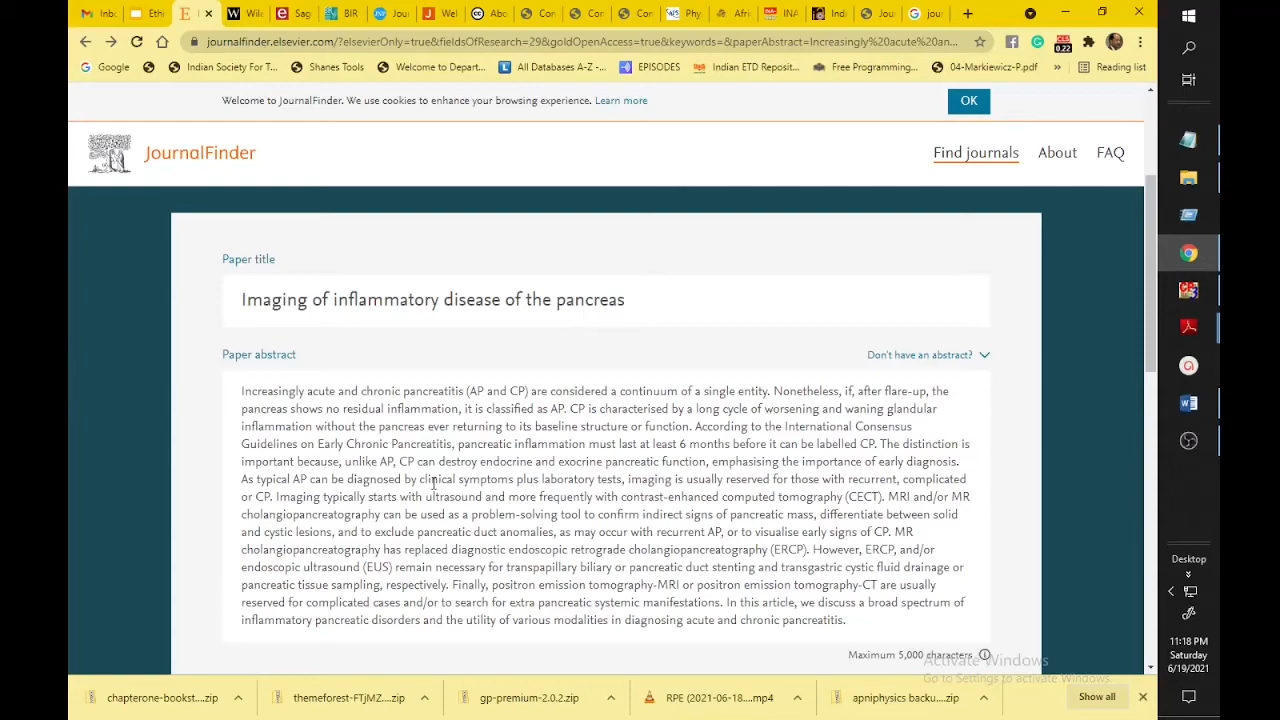 Inbo
Ethi
Wile
Sag
BIR
Jou
Wel
Abo
Con
Con
Con
Phy
Afri
INA
Indi
Jou
jour
journalfinder.elsevier.com/?elsevierOnly=true&fieldsOfResearch=29&goldOpenAccess=true&keywords=&paperAbstract=Increasingly%20acute%20an...
0.22
Google
Indian Society For T...
Shanes Tools
Welcome to Depart...
All Databases A-Z -...
EPISODES
Indian ETD Reposit...
Free Programming...
04-Markiewicz-P.pdf
»
Reading list
Welcome to JournalFinder. We use cookies to enhance your browsing experience. Learn more
OK
JournalFinder
Find journals
About
FAQ
Paper title
Imaging of inflammatory disease of the pancreas
Paper abstract
Don't have an abstract?
Increasingly acute and chronic pancreatitis (AP and CP) are considered a continuum of a single entity. Nonetheless, if, after flare-up, the
pancreas shows no residual inflammation, it is classified as AP. CP is characterised by a long cycle of worsening and waning glandular
inflammation without the pancreas ever returning to its baseline structure or function. According to the International Consensus
Guidelines on Early Chronic Pancreatitis, pancreatic inflammation must last at least 6 months before it can be labelled CP. The distinction is
important because, unlike AP, CP can destroy endocrine and exocrine pancreatic function, emphasising the importance of early diagnosis.
As typical AP can be diagnosed by clinical symptoms plus laboratory tests, imaging is usually reserved for those with recurrent, complicated
or CP. Imaging typically starts with ultrasound and more frequently with contrast-enhanced computed tomography (CECT). MRI and/or MR
cholangiopancreatography can be used as a problem-solving tool to confirm indirect signs of pancreatic mass, differentiate between solid
and cystic lesions, and to exclude pancreatic duct anomalies, as may occur with recurrent AP, or to visualise early signs of CP. MR
cholangiopancreatography has replaced diagnostic endoscopic retrograde cholangiopancreatography (ERCP). However, ERCP, and/or
endoscopic ultrasound (EUS) remain necessary for transpapillary biliary or pancreatic duct stenting and transgastric cystic fluid drainage or
pancreatic tissue sampling, respectively. Finally, positron emission tomography-MRI or positron emission tomography-CT are usually
reserved for complicated cases and/or to search for extra pancreatic systemic manifestations. In this article, we discuss a broad spectrum of
inflammatory pancreatic disorders and the utility of various modalities in diagnosing acute and chronic pancreatitis.
Maximum 5,000 characters
Activate Windows
Go to Settings to activate Windows.
chapterone-bookst....zip
themeforest-FTJMZ....zip
gp-premium-2.0.2.zip
RPE (2021-06-18....mp4
apniphysics backu....zip
Show all
Desktop
11:18 PM
Saturday
6/19/2021